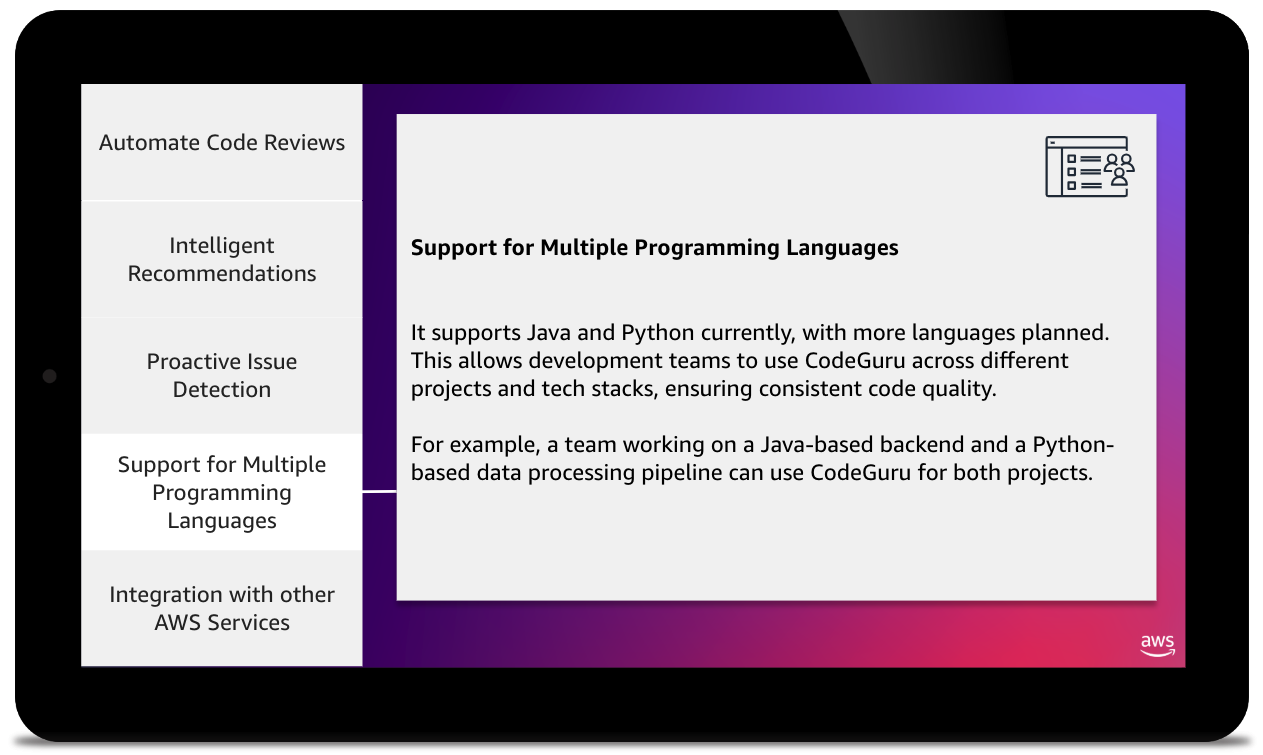 Automate Code Reviews
Intelligent
Recommendations
Proactive Issue
Detection
Support for Multiple
Programming
Languages
Integration with other
AWS Services
Support for Multiple Programming Languages
It supports Java and Python currently, with more languages planned.
This allows development teams to use CodeGuru across different
projects and tech stacks, ensuring consistent code quality.
For example, a team working on a Java-based backend and a Python-
based data processing pipeline can use CodeGuru for both projects.
aws